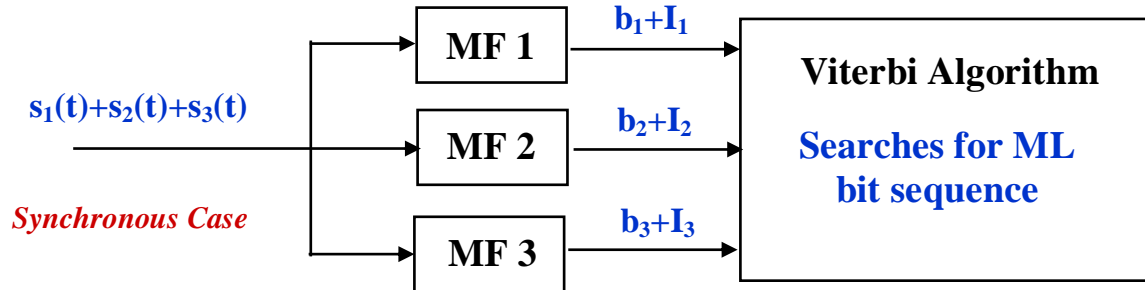 MF 1
b₁+I₁
Viterbi Algorithm
s₁(t)+s₂(t)+s₃(t)
MF 2
b₂+I₂
Searches for ML
bit sequence
Synchronous Case
MF 3
b₃+I₃